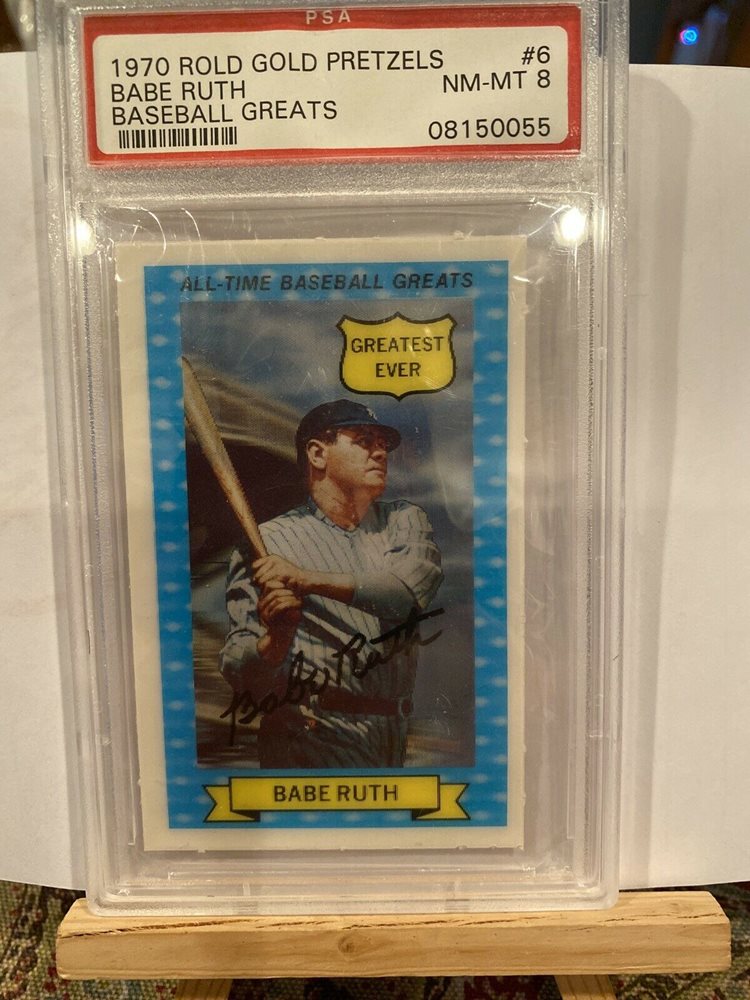 PSA
1970 ROLD GOLD PRETZELS #6
BABE RUTH NM-MT 8
BASEBALL GREATS
08150055
ALL-TIME BASEBALL GREATS
GREATEST
EVER
Babe Ruth
BABE RUTH